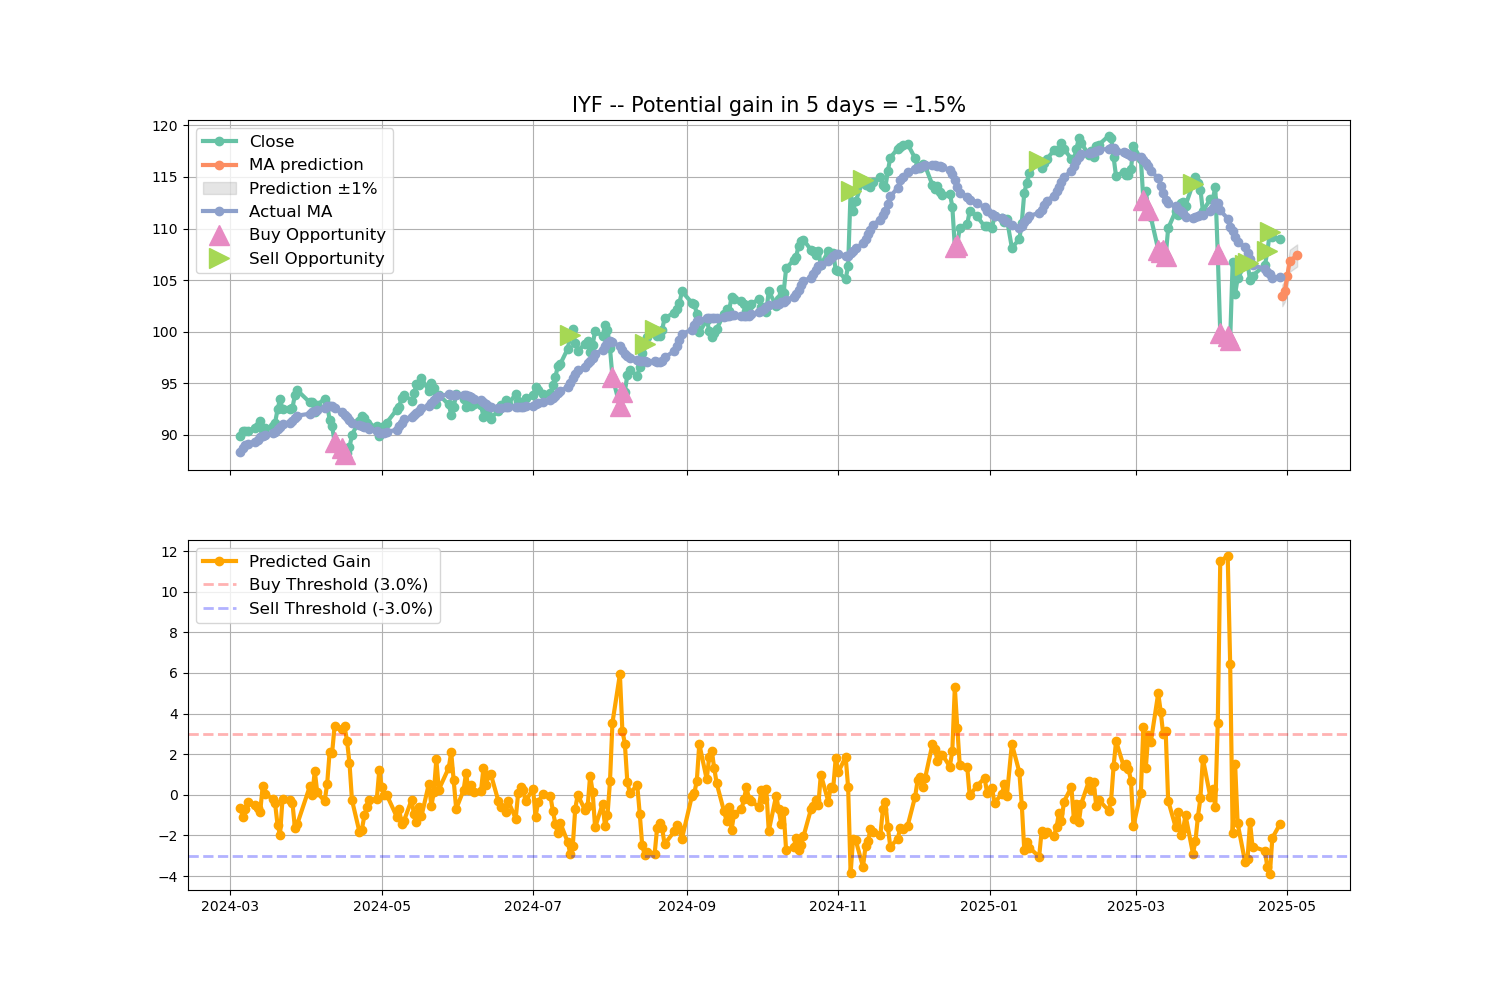 IYF -- Potential gain in 5 days = -1.5%
120
115
110
105
100
95
90
Close
MA prediction
Prediction ±1%
Actual MA
Buy Opportunity
Sell Opportunity
12
10
8
6
4
2
0
−2
−4
Predicted Gain
Buy Threshold (3.0%)
Sell Threshold (-3.0%)
2024-03
2024-05
2024-07
2024-09
2024-11
2025-01
2025-03
2025-05